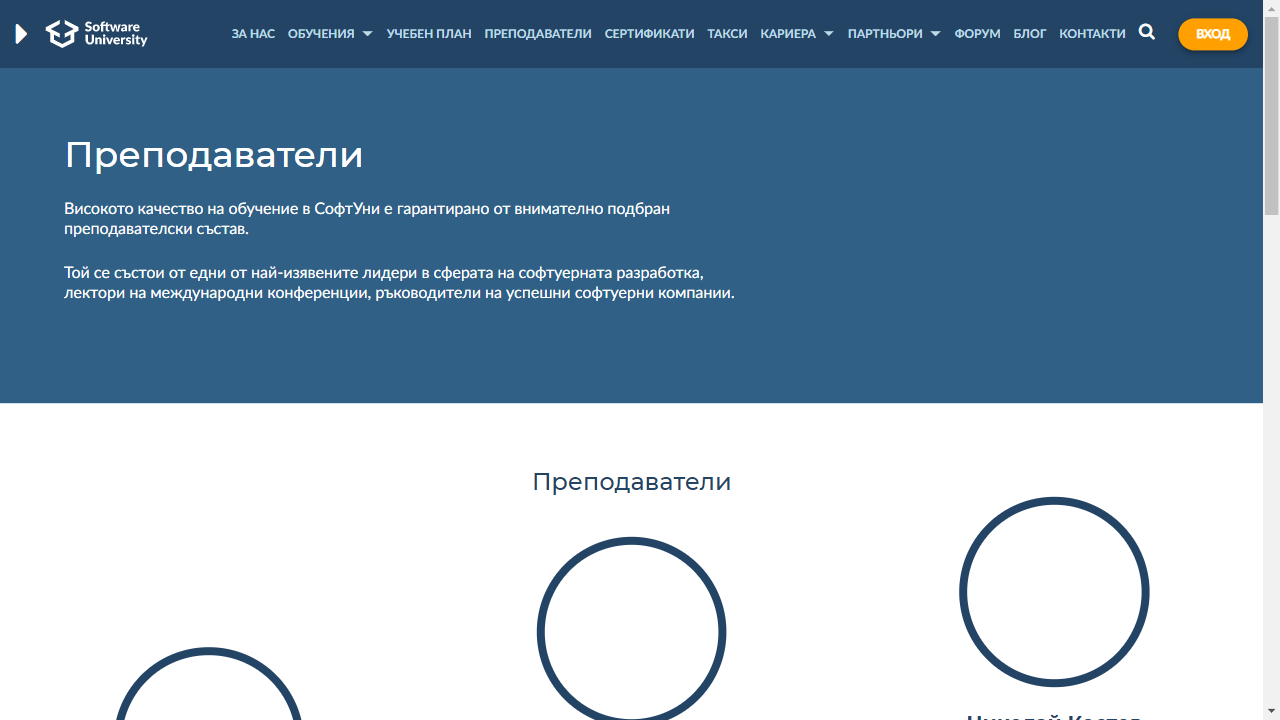 Software
University
ЗА НАС ОБУЧЕНИЯ УЧЕБЕН ПЛАН ПРЕПОДАВАТЕЛИ СЕРТИФИКАТИ ТАКСИ КАРИЕРА ПАРТНЬОРИ ФОРУМ БЛОГ КОНТАКТИ ВХОД
Преподаватели
Високото качество на обучение в СофтУни е гарантирано от внимателно подбран
преподавателски състав.
Той се състои от едни от най-изявените лидери в сферата на софтуерната разработка,
лектори на международни конференции, ръководители на успешни софтуерни компании.
Преподаватели
Николай Костов